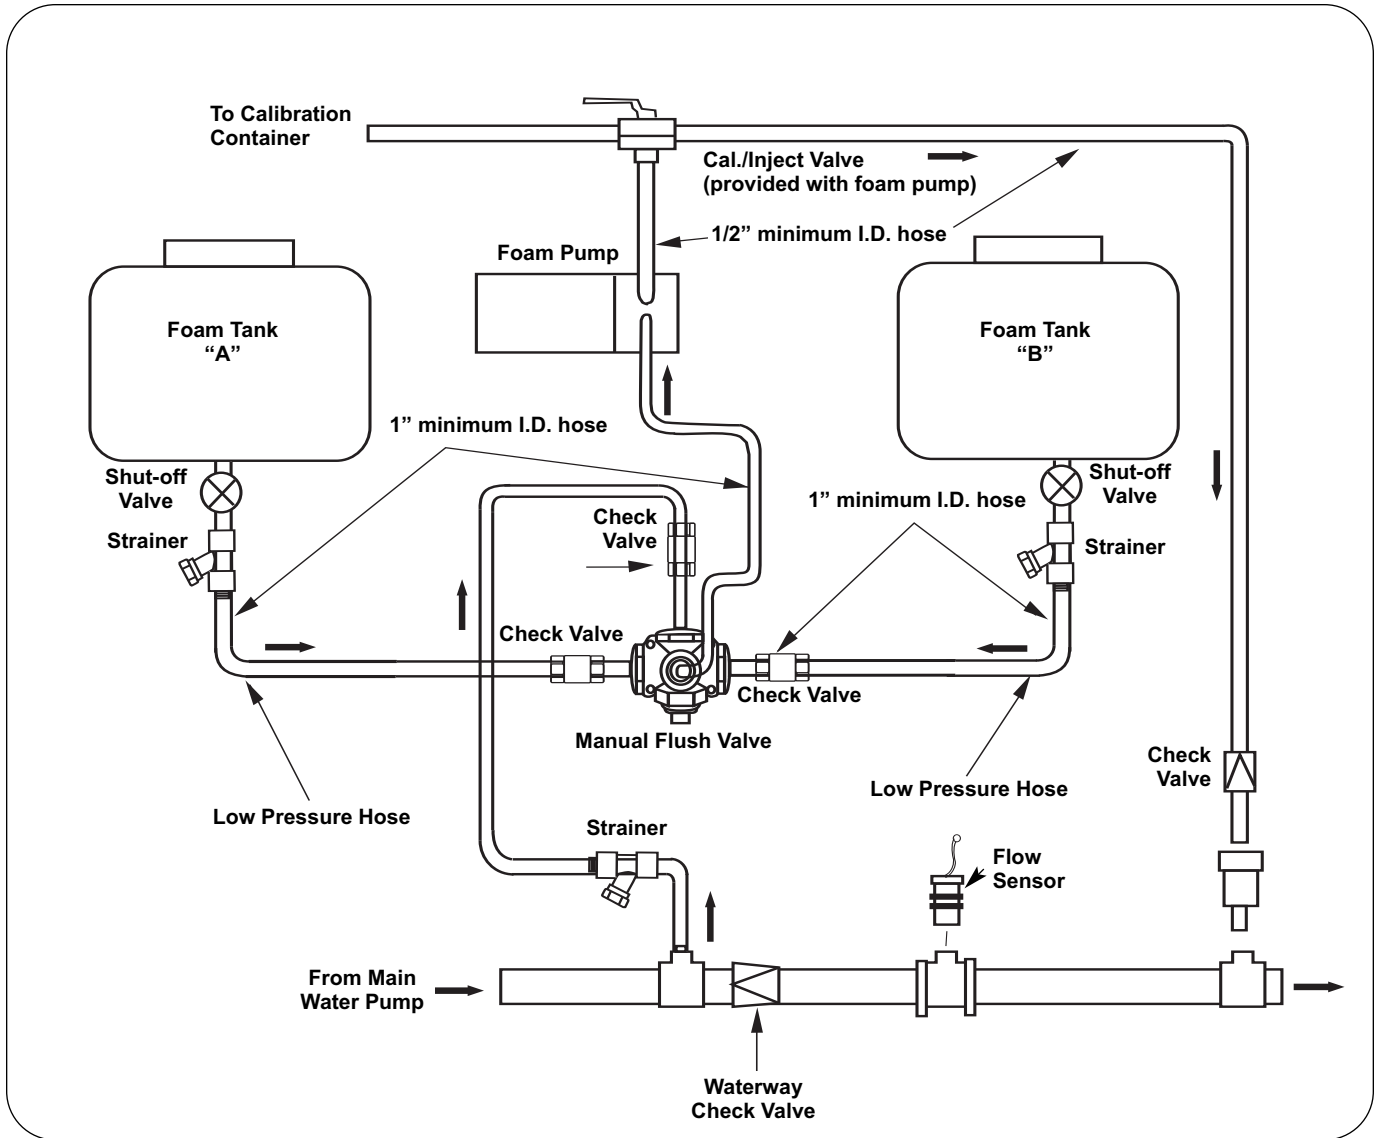 To Calibration
Container
Cal./Inject Valve
(provided with foam pump)
1/2” minimum I.D. hose
Foam Pump
Foam Tank
“A”
Foam Tank
“B”
1” minimum I.D. hose
Shut-off
Valve
Shut-off
Valve
1” minimum I.D. hose
Check
Valve
Strainer
Strainer
Check Valve
Check Valve
Manual Flush Valve
Check
Valve
Low Pressure Hose
Low Pressure Hose
Strainer
Flow
Sensor
From Main
Water Pump
Waterway
Check Valve